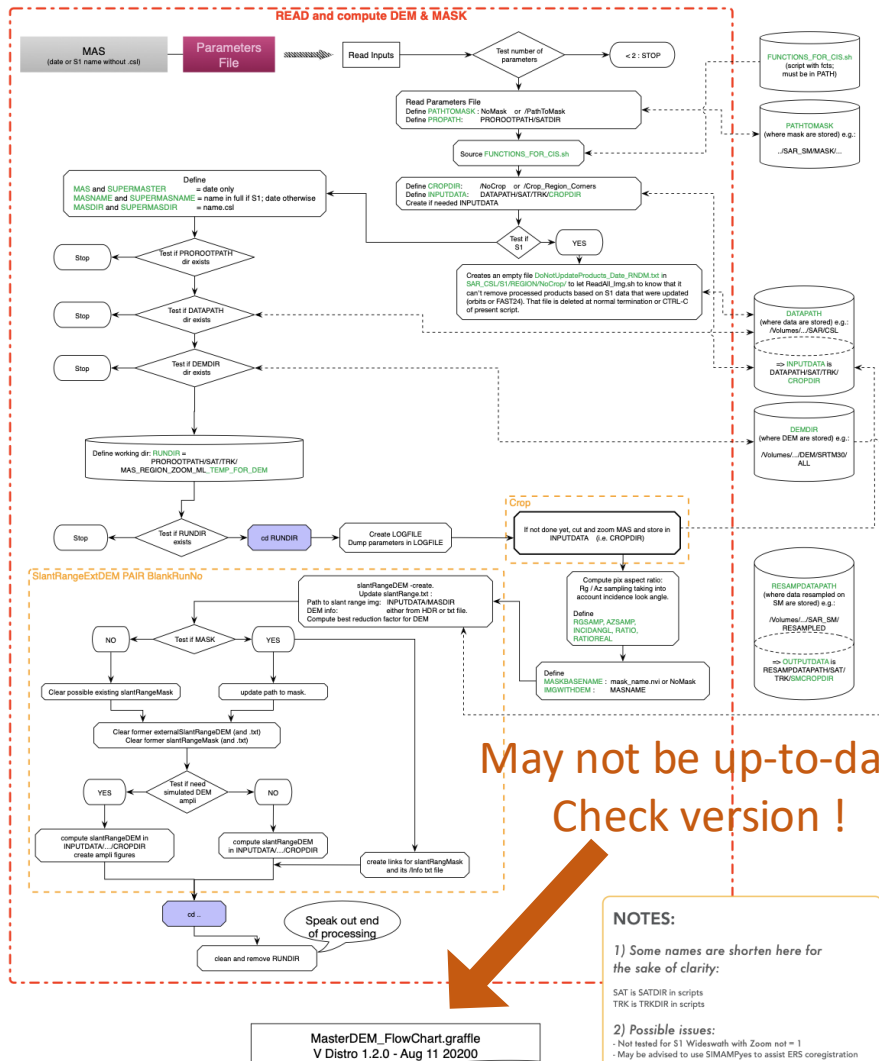 READ and compute DEM & MASK
MAS
(date or S1 name without .csl)
Parameters
File
Read Inputs
Test number of
parameters
< 2 : STOP
FUNCTIONS_FOR_CIS.sh
(script with fcts;
must be in PATH)
Read Parameters File
Define PATHTOMASK : NoMask or /PathToMask
Define PROPATH: PROROOTPATH/SATDIR
PATHTOMASK
(where mask are stored) e.g.:
../SAR_SM/MASK/...
Source FUNCTIONS_FOR_CIS.sh
Define
MAS and SUPERMASTER = date only
MASNAME and SUPERMASNAME = name in full if S1; date otherwise
MASDIR and SUPERMASDIR = name.csl
Define CROPDIR: /NoCrop or /Crop_Region_Corners
Define INPUTDATA: DATAPATH/SAT/TRK/CROPDIR
Create if needed INPUTDATA
Test if
S1
YES
Stop
Test if PROROOTPATH
dir exists
Creates an empty file DoNotUpdateProducts_Date_RNDM.txt in
SAR_CSL/S1/REGION/NoCrop/ to let ReadAll_Img.sh to know that it
can't remove processed products based on S1 data that were updated
(orbits or FAST24). That file is deleted at normal termination or CTRL-C
of present script.
Stop
Test if DATAPATH
dir exists
DATAPATH
(where data are stored) e.g.:
/Volumes/.../SAR/CSL
=> INPUTDATA is
DATAPATH/SAT/TRK/
CROPDIR
Stop
Test if DEMDIR
dir exists
DEMDIR
(where DEM are stored) e.g.:
/Volumes/.../DEM/SRTM30/
ALL
Define working dir: RUNDIR =
PROROOTPATH/SAT/TRK/
MAS_REGION_ZOOM_ML_TEMP_FOR_DEM
Crop
Stop
Test if RUNDIR
exists
cd RUNDIR
Create LOGFILE
Dump parameters in LOGFILE
If not done yet, cut and zoom MAS and store in
INPUTDATA (i.e. CROPDIR)
SlantRangeExtDEM PAIR BlankRunNo
slantRangeDEM -create.
Update slantRange.txt :
Path to slant range img: INPUTDATA/MASDIR
DEM info: either from HDR or txt file.
Compute best reduction factor for DEM
Compute pix aspect ratio:
Rg / Az sampling taking into
account incidence look angle.
Define
RGSAMP, AZSAMP,
INCIDANGL, RATIO,
RATIOREAL
RESAMPDATAPATH
(where data resampled on
SM are stored) e.g.:
/Volumes/.../SAR_SM/
RESAMPLED
=> OUTPUTDATA is
RESAMPDATAPATH/SAT/
TRK/SMCROPDIR
NO
Test if MASK
YES
Define
MASKBASENAME : mask_name.nvi or NoMask
IMGWITHDEM : MASNAME
Clear possible existing slantRangeMask
update path to mask.
Clear former externalSlantRangeDEM (and .txt)
Clear former slantRangeMask (and .txt)
May not be up-to-da
Check version !
YES
Test if need
simulated DEM
ampli
NO
compute slantRangeDEM in
INPUTDATA/.../CROPDIR
create ampli figures
compute slantRangeDEM
in INPUTDATA/.../CROPDIR
create links for slantRangMask
and its /Info txt file
cd ..
Speak out end
of processing
clean and remove RUNDIR
NOTES:
1) Some names are shorten here for
the sake of clarity:
SAT is SATDIR in scripts
TRK is TRKDIR in scripts
2) Possible issues:
- Not tested for S1 Wideswath with Zoom not = 1
- May be advised to use SIMAMPyes to assist ERS coregistration
MasterDEM_FlowChart.graffle
V Distro 1.2.0 - Aug 11 20200